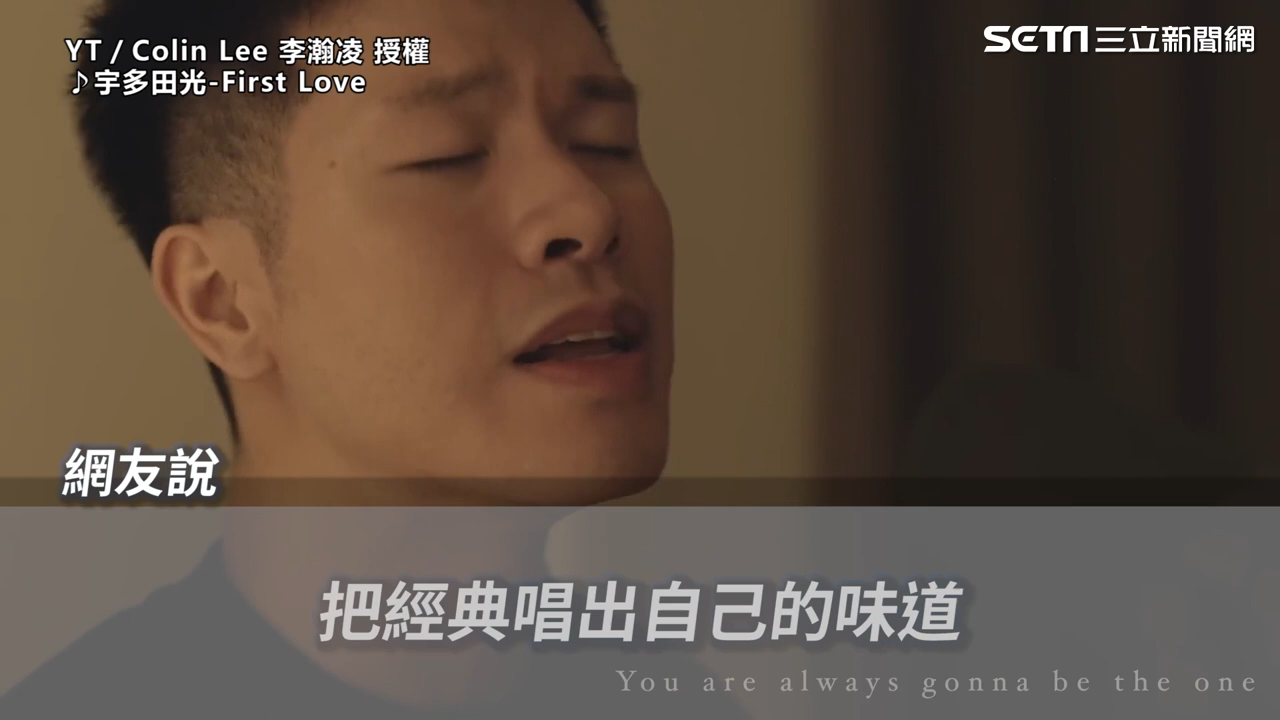 YT / Colin Lee 李瀚凌 授權
♪宇多田光-First Love
SETN三立新聞網
網友說
把經典唱出自己的味道
You are always gonna be the one